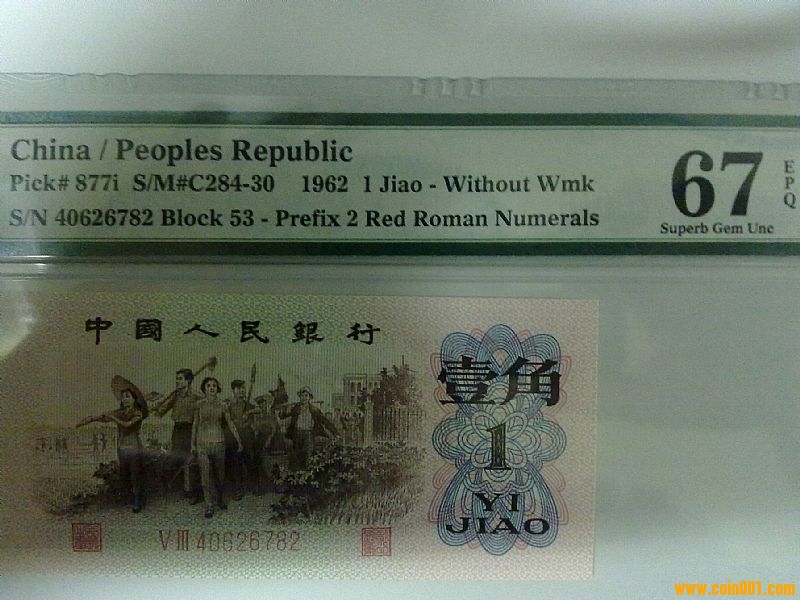 China / Peoples Republic
Pick# 877i S/M#C284-30 1962 1 Jiao - Without Wmk
S/N 40626782 Block 53 - Prefix 2 Red Roman Numerals
67
EPQ
Superb Gem Unc
中國人民銀行
壹角
1
YI
JIAO
V III 40626782
www.coin001.com